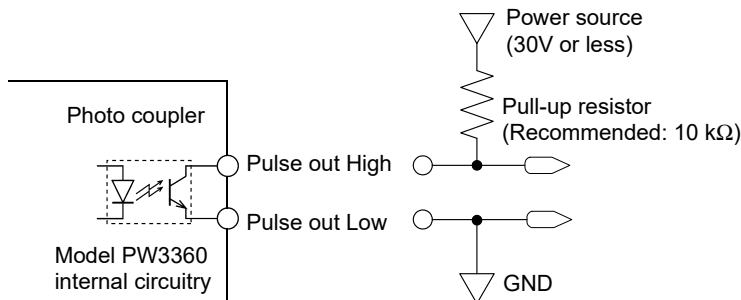 Power source
(30V or less)
Photo coupler
Pull-up resistor
(Recommended: 10 kΩ)
Pulse out High
Pulse out Low
Model PW3360
internal circuitry
GND